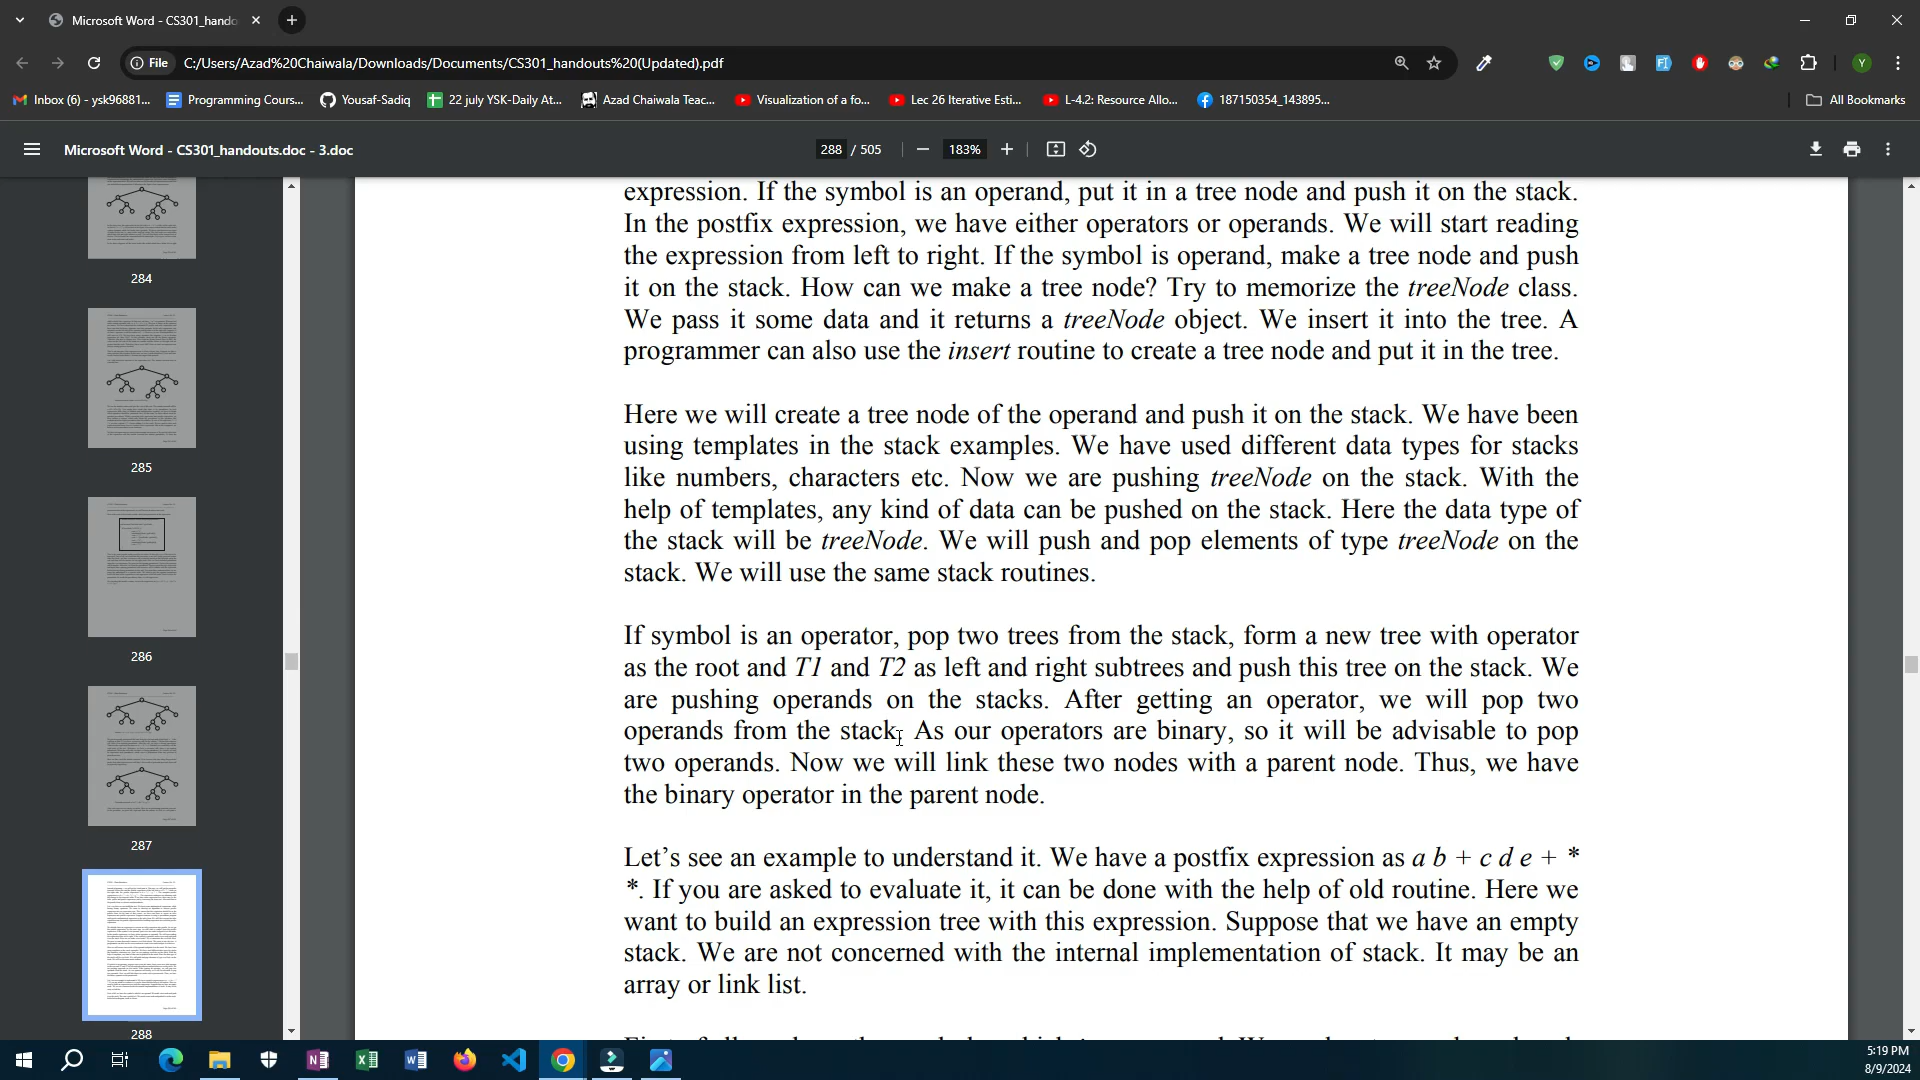 Microsoft Word - CS301_hando
File C:/Users/Azad%20Chaiwala/Downloads/Documents/CS301_handouts%20(Updated).pdf
Inbox (6) - ysk96881... Programming Cours... Yousaf-Sadiq 22 july YSK-Daily At... Azad Chaiwala Teac... Visualization of a fo... Lec 26 Iterative Esti... L-4.2: Resource Allo... 187150354_143895... All Bookmarks
Microsoft Word - CS301_handouts.doc - 3.doc 288 / 505 183%
284
285
286
287
288
expression. If the symbol is an operand, put it in a tree node and push it on the stack.
In the postfix expression, we have either operators or operands. We will start reading
the expression from left to right. If the symbol is operand, make a tree node and push
it on the stack. How can we make a tree node? Try to memorize the treeNode class.
We pass it some data and it returns a treeNode object. We insert it into the tree. A
programmer can also use the insert routine to create a tree node and put it in the tree.
Here we will create a tree node of the operand and push it on the stack. We have been
using templates in the stack examples. We have used different data types for stacks
like numbers, characters etc. Now we are pushing treeNode on the stack. With the
help of templates, any kind of data can be pushed on the stack. Here the data type of
the stack will be treeNode. We will push and pop elements of type treeNode on the
stack. We will use the same stack routines.
If symbol is an operator, pop two trees from the stack, form a new tree with operator
as the root and T1 and T2 as left and right subtrees and push this tree on the stack. We
are pushing operands on the stacks. After getting an operator, we will pop two
operands from the stack. As our operators are binary, so it will be advisable to pop
two operands. Now we will link these two nodes with a parent node. Thus, we have
the binary operator in the parent node.
Let’s see an example to understand it. We have a postfix expression as a b + c d e + *
*. If you are asked to evaluate it, it can be done with the help of old routine. Here we
want to build an expression tree with this expression. Suppose that we have an empty
stack. We are not concerned with the internal implementation of stack. It may be an
array or link list.
5:19 PM
8/9/2024